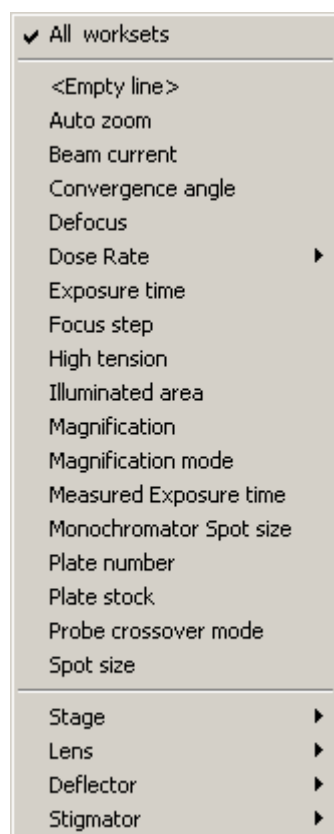 All worksets
<Empty line>
Auto zoom
Beam current
Convergence angle
Defocus
Dose Rate
Exposure time
Focus step
High tension
Illuminated area
Magnification
Magnification mode
Measured Exposure time
Monochromator Spot size
Plate number
Plate stock
Probe crossover mode
Spot size
Stage
Lens
Deflector
Stigmator